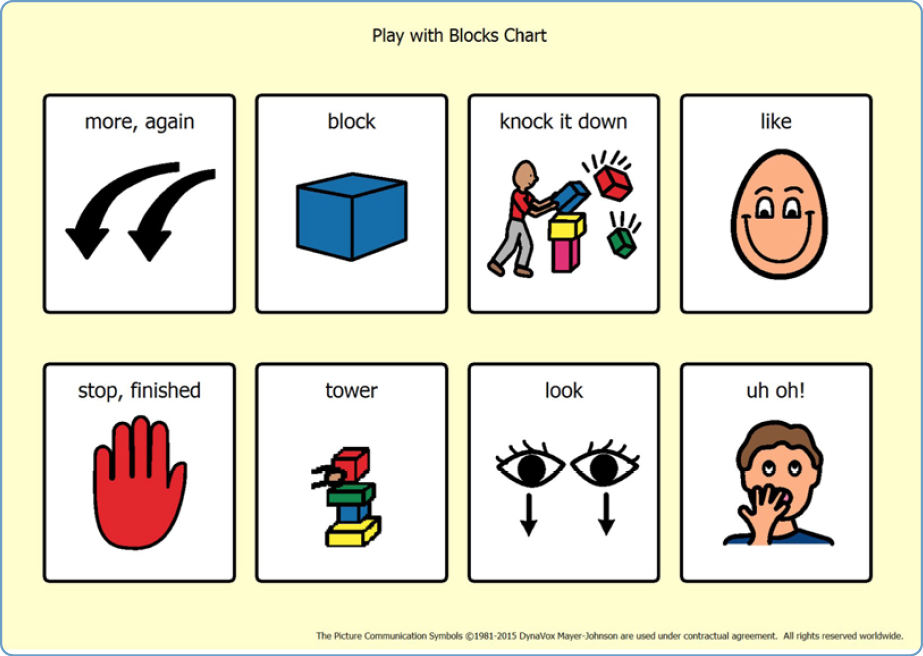 Play with Blocks Chart
more, again
block
knock it down
like
stop, finished
tower
look
uh oh!
The Picture Communication Symbols ©1981-2015 DynaVox Mayer-Johnson are used under contractual agreement. All rights reserved worldwide.